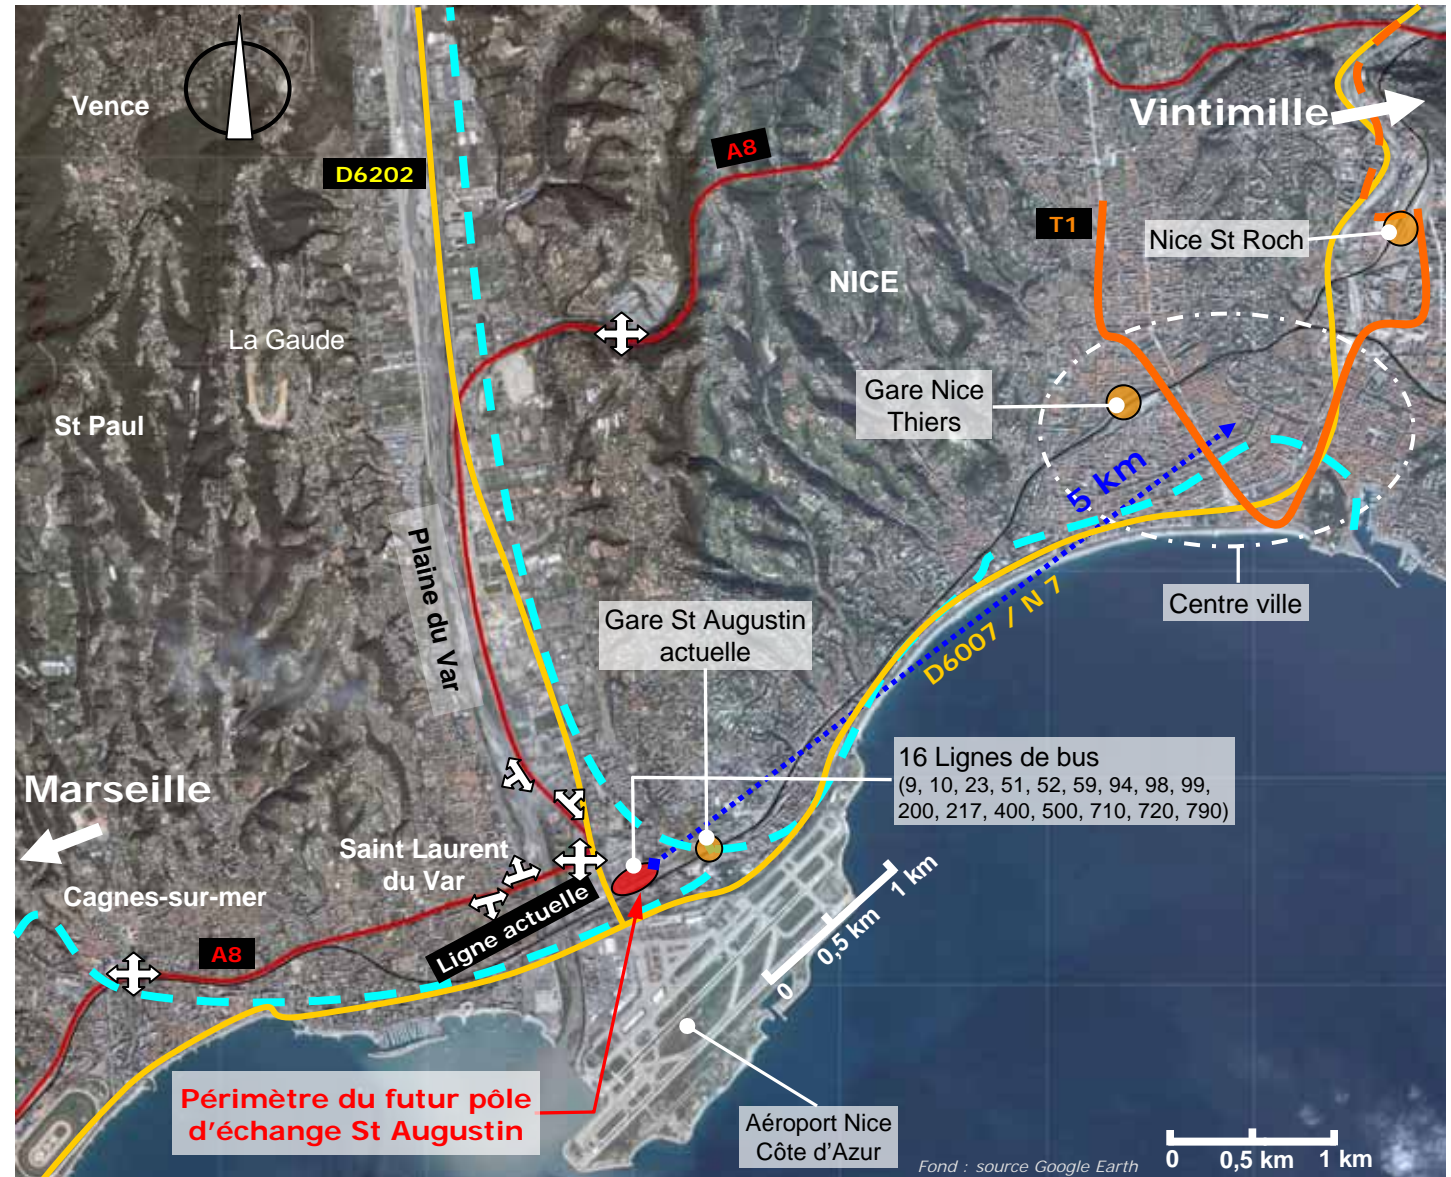 Vence
D6202
A8
Vintimille
T1
Nice St Roch
NICE
La Gaude
St Paul
Gare Nice
Thiers
5 km
Plaine du Var
Centre ville
Gare St Augustin
actuelle
D6007 / N 7
16 Lignes de bus
(9, 10, 23, 51, 52, 59, 94, 98, 99,
200, 217, 400, 500, 710, 720, 790)
Marseille
Saint Laurent
du Var
Cagnes-sur-mer
Ligne actuelle
A8
0
0,5 km
1 km
Périmètre du futur pôle
d'échange St Augustin
Aéroport Nice
Côte d'Azur
Fond : source Google Earth
0 0,5 km 1 km